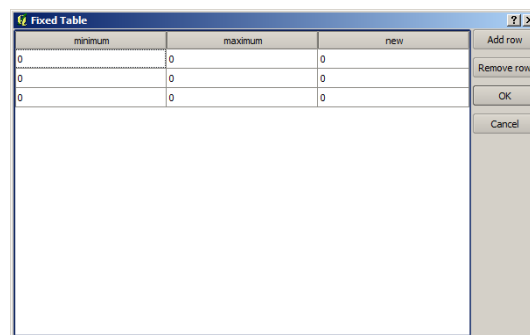 Fixed Table
minimum maximum new
0 0 0
0 0 0
0 0 0
Add row
Remove row
OK
Cancel